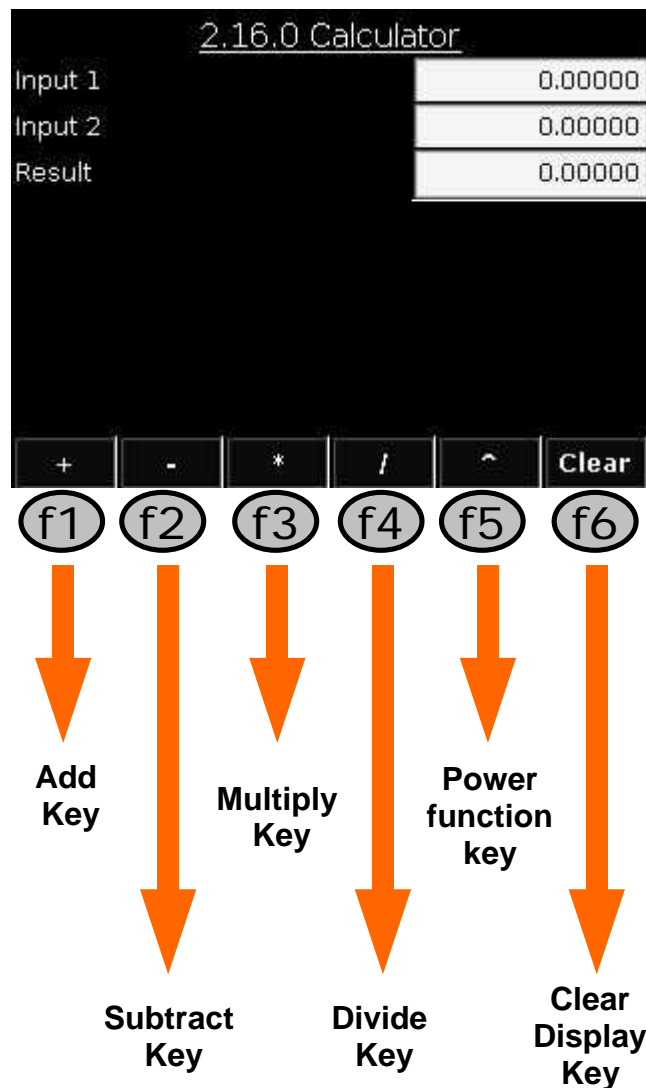 2.16.0 Calculator
Input 1 0.00000
Input 2 0.00000
Result 0.00000
+ - * / ^ Clear
f1 f2 f3 f4 f5 f6
Add
Key
Multiply
Key
Power
function
key
Subtract
Key
Divide
Key
Clear
Display
Key